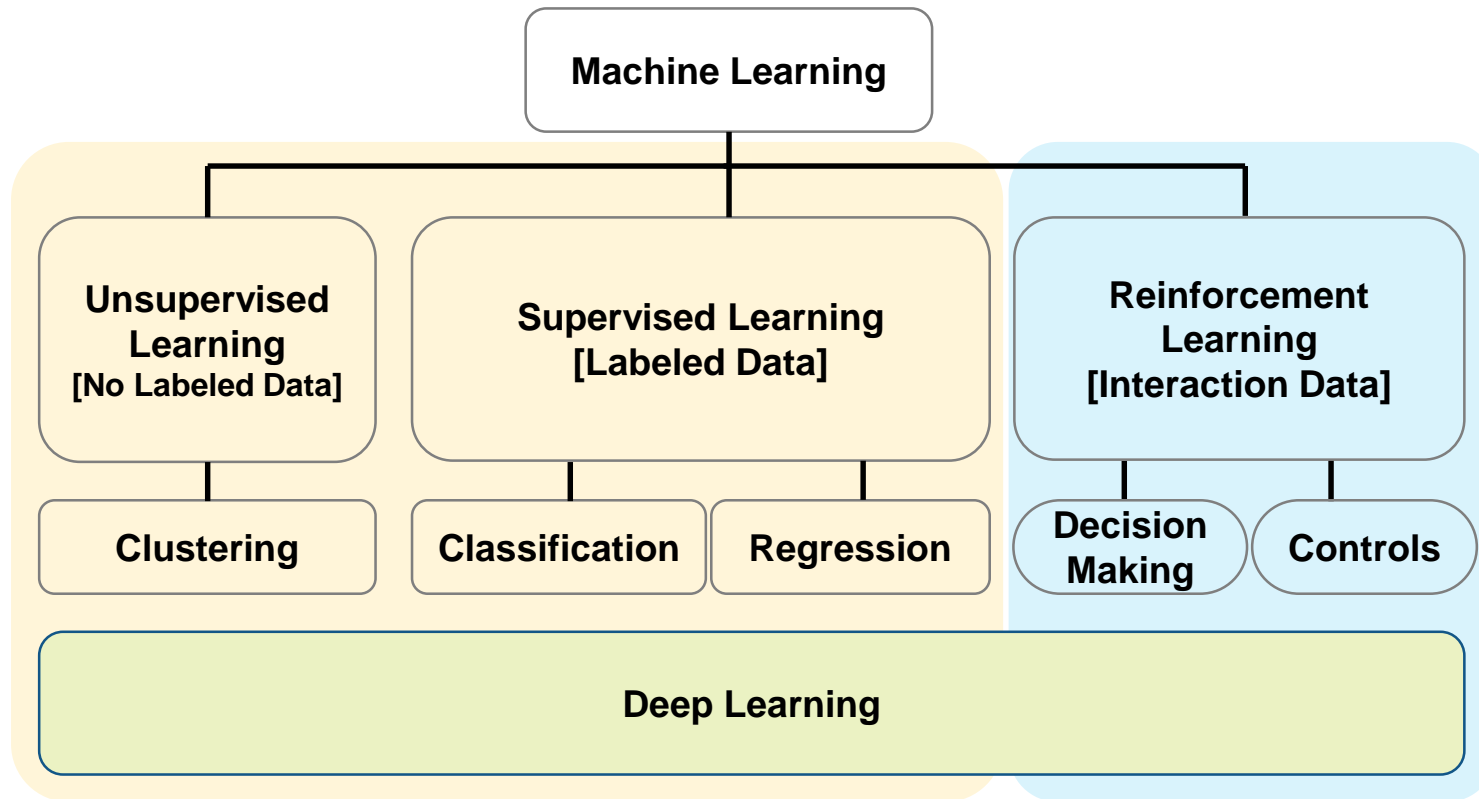 Machine Learning
Unsupervised
Learning
[No Labeled Data]
Supervised Learning
[Labeled Data]
Reinforcement
Learning
[Interaction Data]
Clustering
Classification
Regression
Decision
Making
Controls
Deep Learning